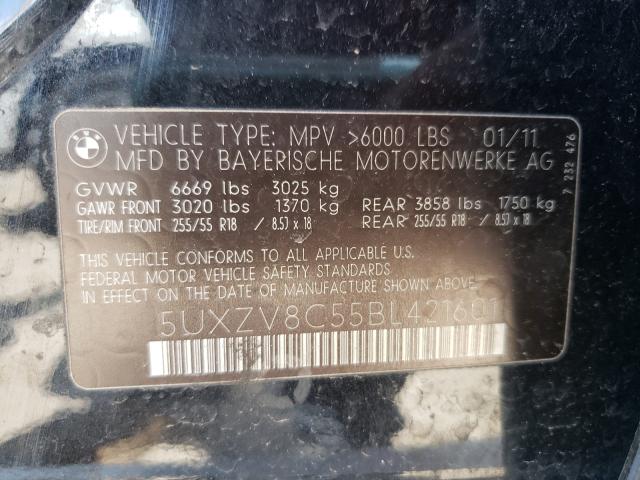 BMW
VEHICLE TYPE: MPV >6000 LBS 01/11
MFD BY BAYERISCHE MOTORENWERKE AG
GVWR 6669 lbs 3025 kg
GAWR FRONT 3020 lbs 1370 kg REAR 3858 lbs 1750 kg
TIRE/RIM FRONT 255/55 R18 / 8.5J x 18 REAR 255/55 R18 / 8.5J x 18
THIS VEHICLE CONFORMS TO ALL APPLICABLE U.S.
FEDERAL MOTOR VEHICLE SAFETY STANDARDS
IN EFFECT ON THE DATE OF MANUFACTURE SHOWN ABOVE.
5UXZV8C55BL421601
7 232 476